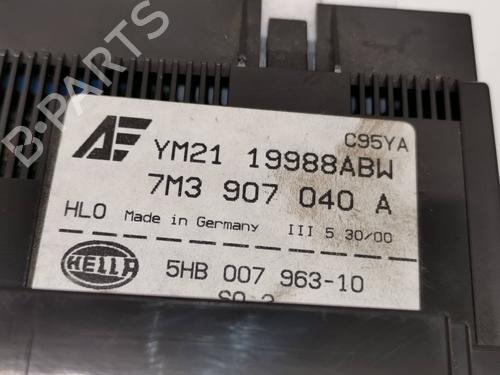 B-PARTS
C95YA
AE YM21 19988ABW
7M3 907 040 A
HLO Made in Germany III 5 30/00
HELLA 5HB 007 963-10